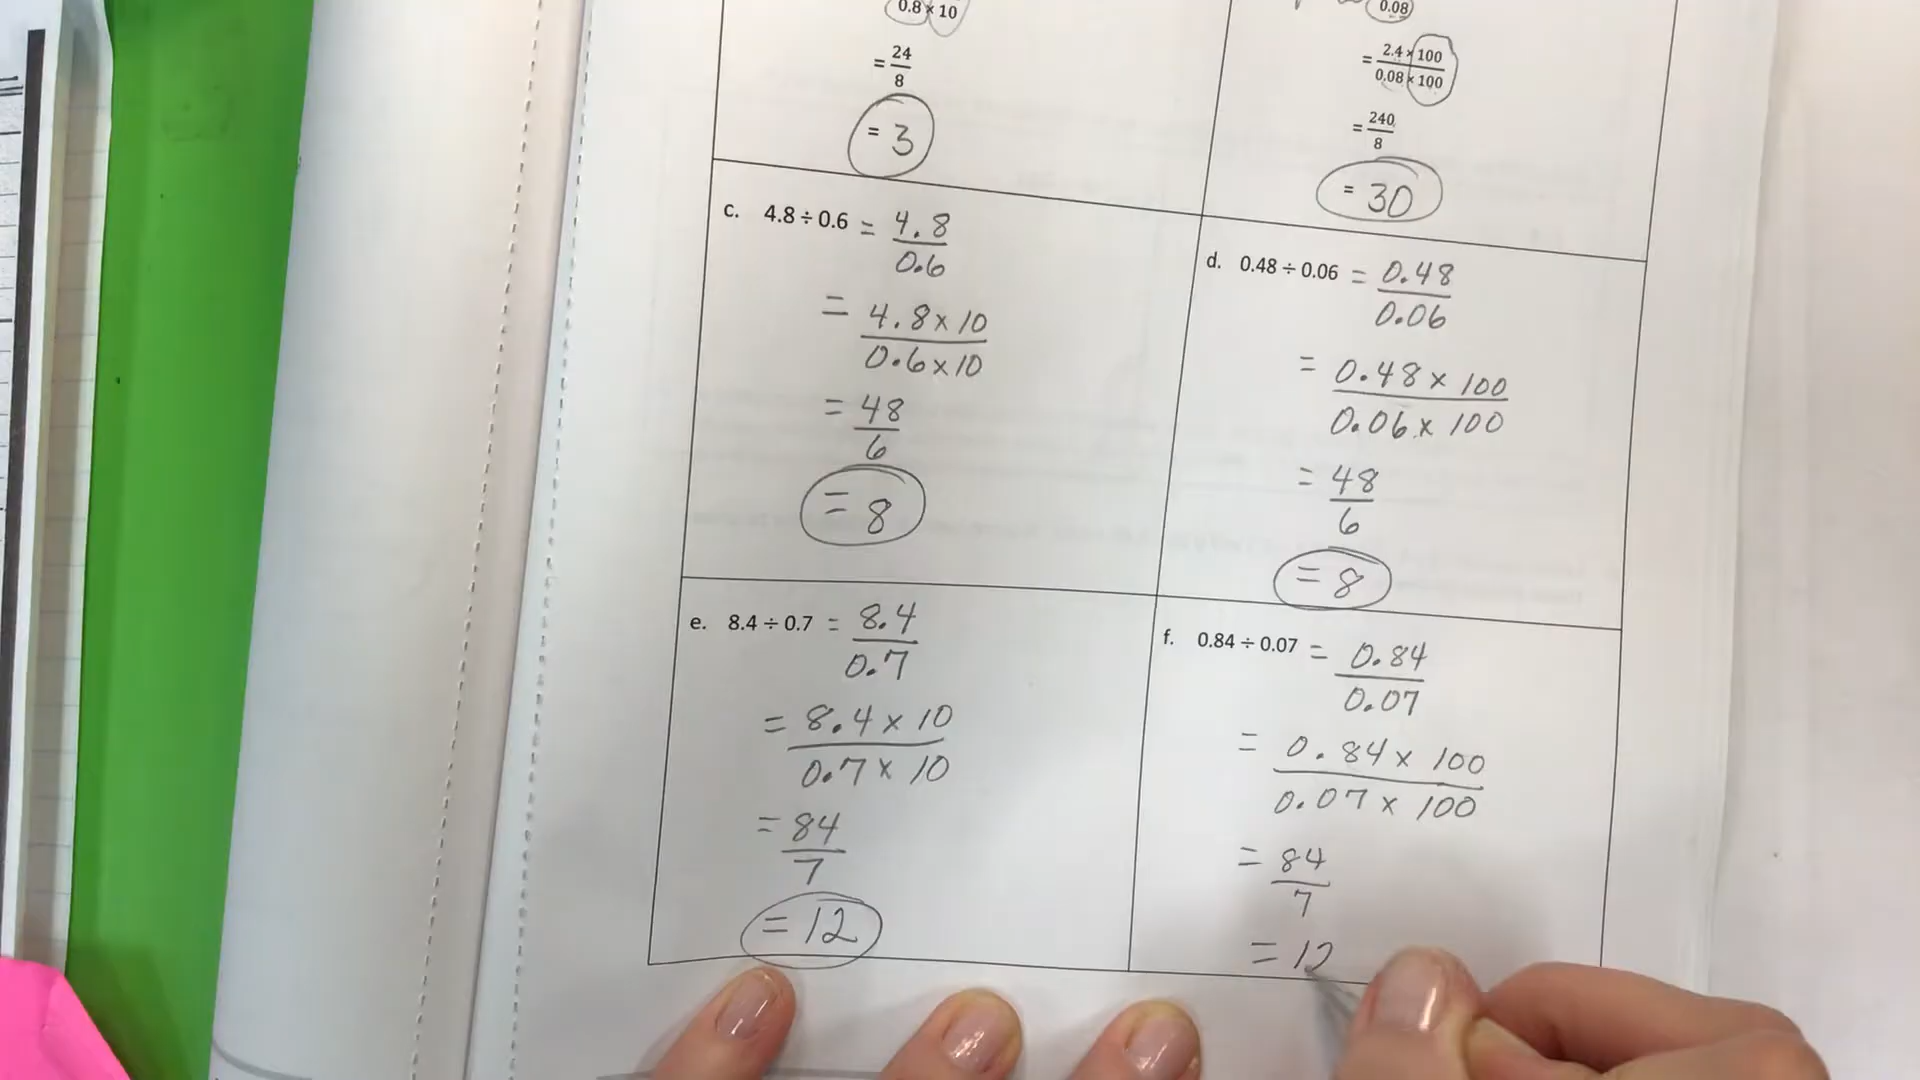 0.8 × 10
= 24
8
= 3
0.08
= 2.4 × 100
0.08 × 100
= 240
8
= 30
c. 4.8 ÷ 0.6 = 4.8
0.6
= 4.8 × 10
0.6 × 10
= 48
6
= 8
d. 0.48 ÷ 0.06 = 0.48
0.06
= 0.48 × 100
0.06 × 100
= 48
6
= 8
e. 8.4 ÷ 0.7 = 8.4
0.7
= 8.4 × 10
0.7 × 10
= 84
7
= 12
f. 0.84 ÷ 0.07 = 0.84
0.07
= 0.84 × 100
0.07 × 100
= 84
7
= 12